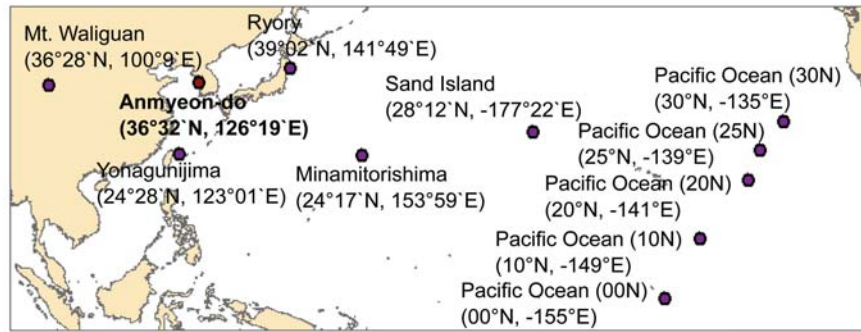 Mt. Waliguan
(36°28`N, 100°9`E)
Ryory
(39°02`N, 141°49`E)
Anmyeon-do
(36°32`N, 126°19`E)
Yonagunijima
(24°28`N, 123°01`E)
Minamitorishima
(24°17`N, 153°59`E)
Sand Island
(28°12`N, -177°22`E)
Pacific Ocean (30N)
(30°N, -135°E)
Pacific Ocean (25N)
(25°N, -139°E)
Pacific Ocean (20N)
(20°N, -141°E)
Pacific Ocean (10N)
(10°N, -149°E)
Pacific Ocean (00N)
(00°N, -155°E)